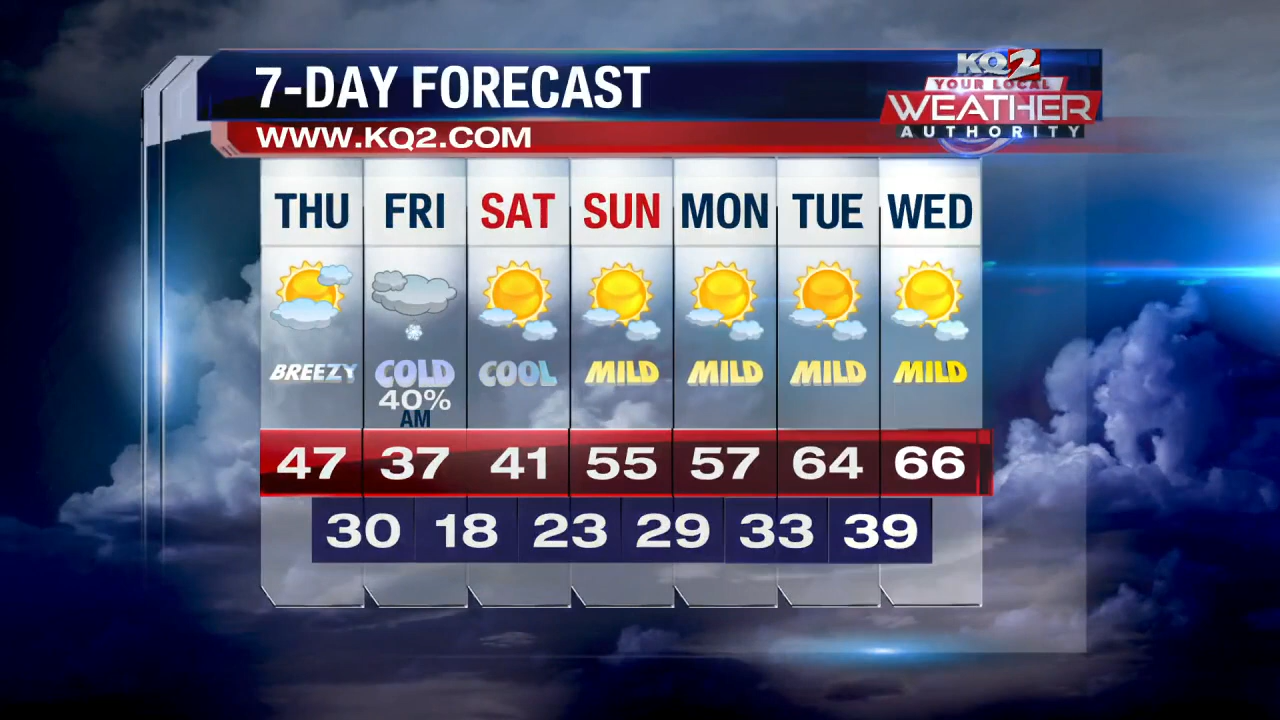 7-DAY FORECAST
WWW.KQ2.COM
KQ2
YOUR LOCAL
WEATHER
AUTHORITY
THU FRI SAT SUN MON TUE WED
BREEZY COLD COOL MILD MILD MILD MILD
40%
AM
47 37 41 55 57 64 66
30 18 23 29 33 39